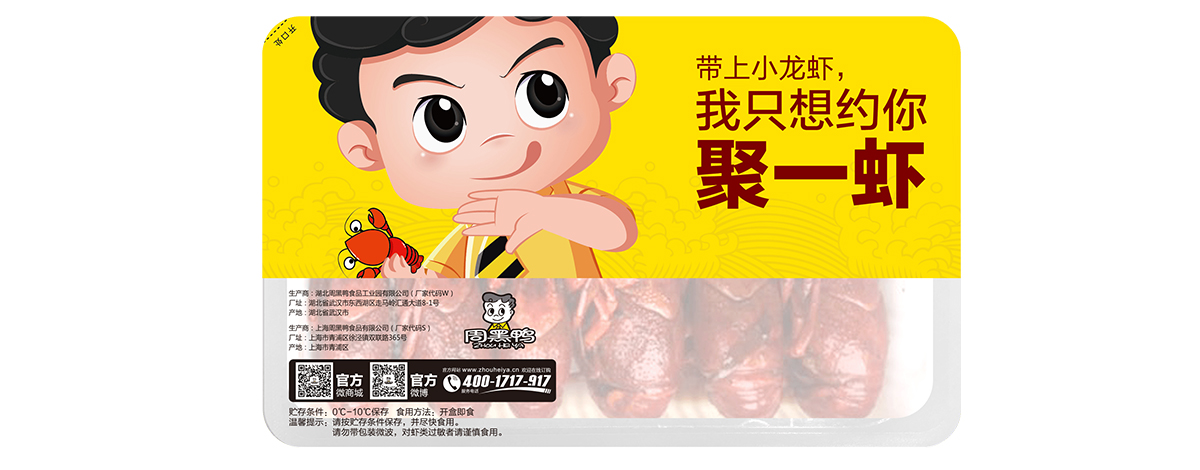 开口处
带上小龙虾，
我只想约你
聚一虾
生产商：湖北周黑鸭食品工业园有限公司（厂家代码W）
厂址：湖北省武汉市东西湖区走马岭汇通大道8-1号
产地：湖北省武汉市
生产商：上海周黑鸭食品有限公司（厂家代码S）
厂址：上海市青浦区徐泾镇双联路365号
产地：上海市青浦区
周黑鸭
ZHOU HEI YA
官方
微商城
官方
微博
官方网站 www.zhouheiya.cn 欢迎在线订购
服务电话 400-1717-917
贮存条件：0℃-10℃保存 食用方法：开盒即食
温馨提示：请按贮存条件保存，并尽快食用。
请勿带包装微波，对虾类过敏者请谨慎食用。